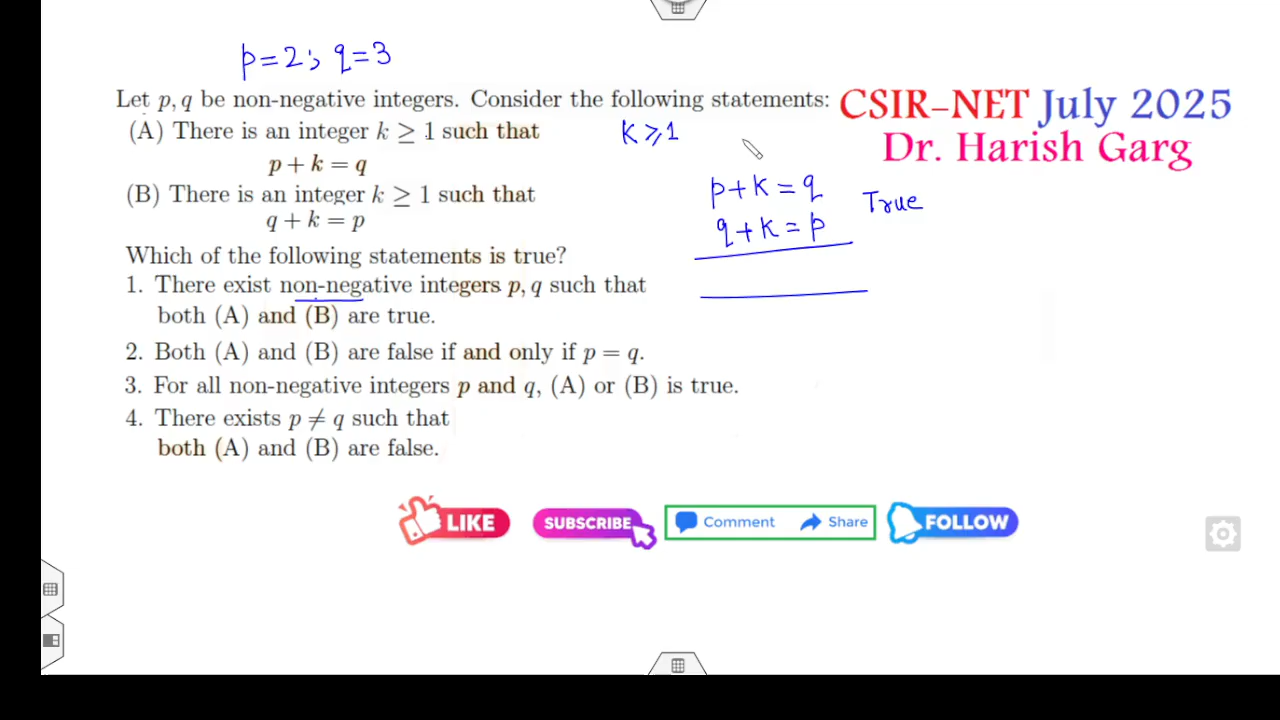 p=2; q=3
Let p, q be non-negative integers. Consider the following statements:
CSIR-NET July 2025
Dr. Harish Garg
(A) There is an integer k ≥ 1 such that
p + k = q
k ≥ 1
(B) There is an integer k ≥ 1 such that
q + k = p
p+k = q
q+k = p
True
Which of the following statements is true?
1. There exist non-negative integers p, q such that
both (A) and (B) are true.
2. Both (A) and (B) are false if and only if p = q.
3. For all non-negative integers p and q, (A) or (B) is true.
4. There exists p ≠ q such that
both (A) and (B) are false.
LIKE
SUBSCRIBE
Comment
Share
FOLLOW